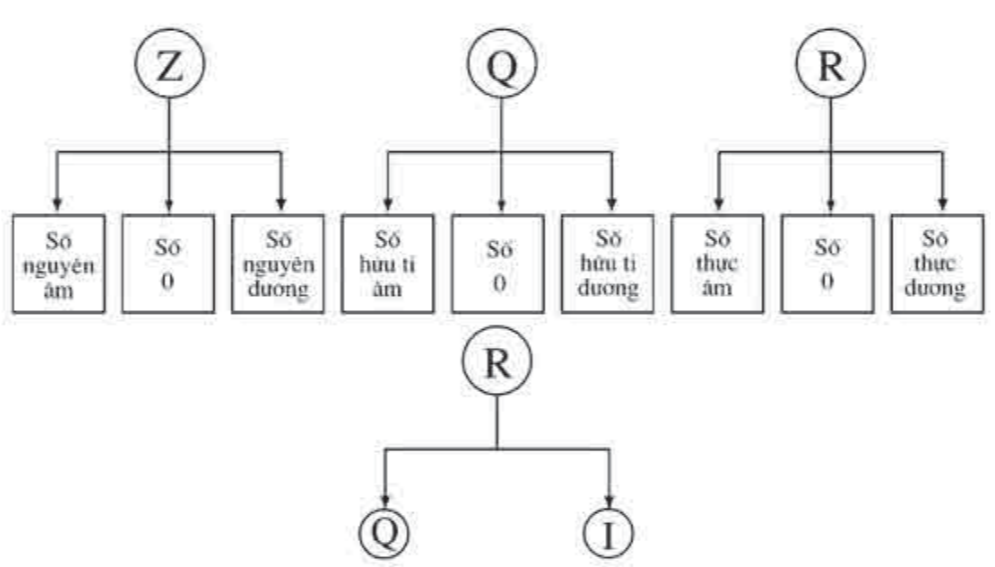 Z
Q
R
Số
nguyên
âm
Số
0
Số
nguyên
dương
Số
hữu tỉ
âm
Số
0
Số
hữu tỉ
dương
Số
thực
âm
Số
0
Số
thực
dương
R
Q
I